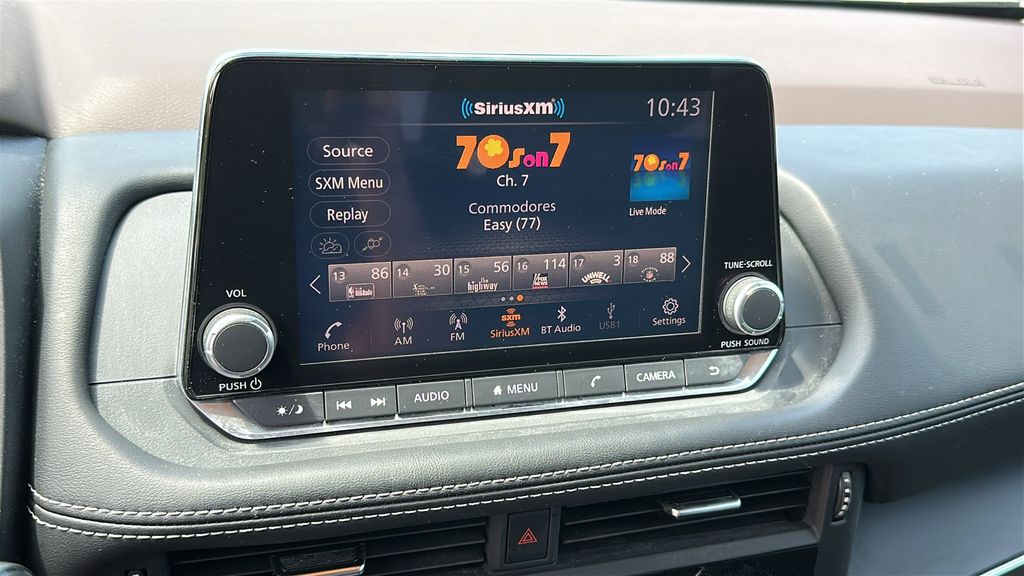 SiriusXM
10:43
Source
SXM Menu
Replay
70s on 7
Ch. 7
Commodores
Easy (77)
70s on 7
Live Mode
13 86
14 30
15 56
the highway
16 114
FOX NEWS
17 3
UNWELL
18 88
Phone
AM
FM
sxm
SiriusXM
BT Audio
USB1
Settings
VOL
PUSH
TUNE-SCROLL
PUSH SOUND
AUDIO
MENU
CAMERA